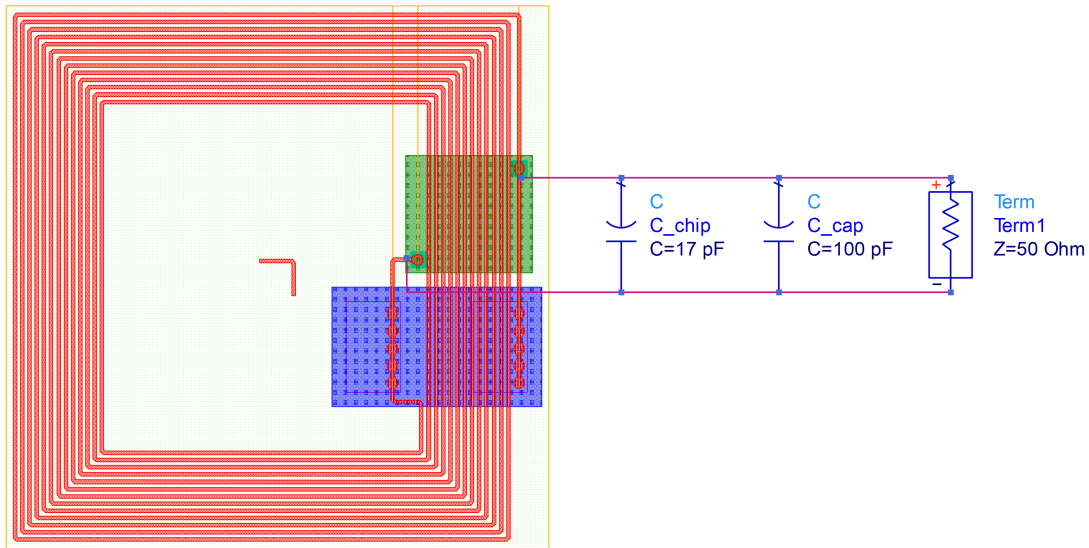 C
C_chip
C=17 pF
C
C_cap
C=100 pF
+
Term
Term1
Z=50 Ohm
−